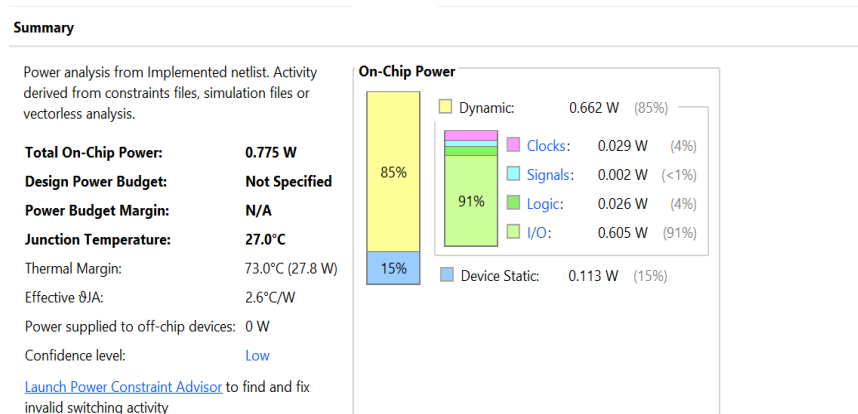 Summary
Power analysis from Implemented netlist. Activity
derived from constraints files, simulation files or
vectorless analysis.
Total On-Chip Power: 0.775 W
Design Power Budget: Not Specified
Power Budget Margin: N/A
Junction Temperature: 27.0°C
Thermal Margin: 73.0°C (27.8 W)
Effective ϑJA: 2.6°C/W
Power supplied to off-chip devices: 0 W
Confidence level: Low
Launch Power Constraint Advisor to find and fix
invalid switching activity
On-Chip Power
85%
15%
Dynamic: 0.662 W (85%)
91%
Clocks: 0.029 W (4%)
Signals: 0.002 W (<1%)
Logic: 0.026 W (4%)
I/O: 0.605 W (91%)
Device Static: 0.113 W (15%)